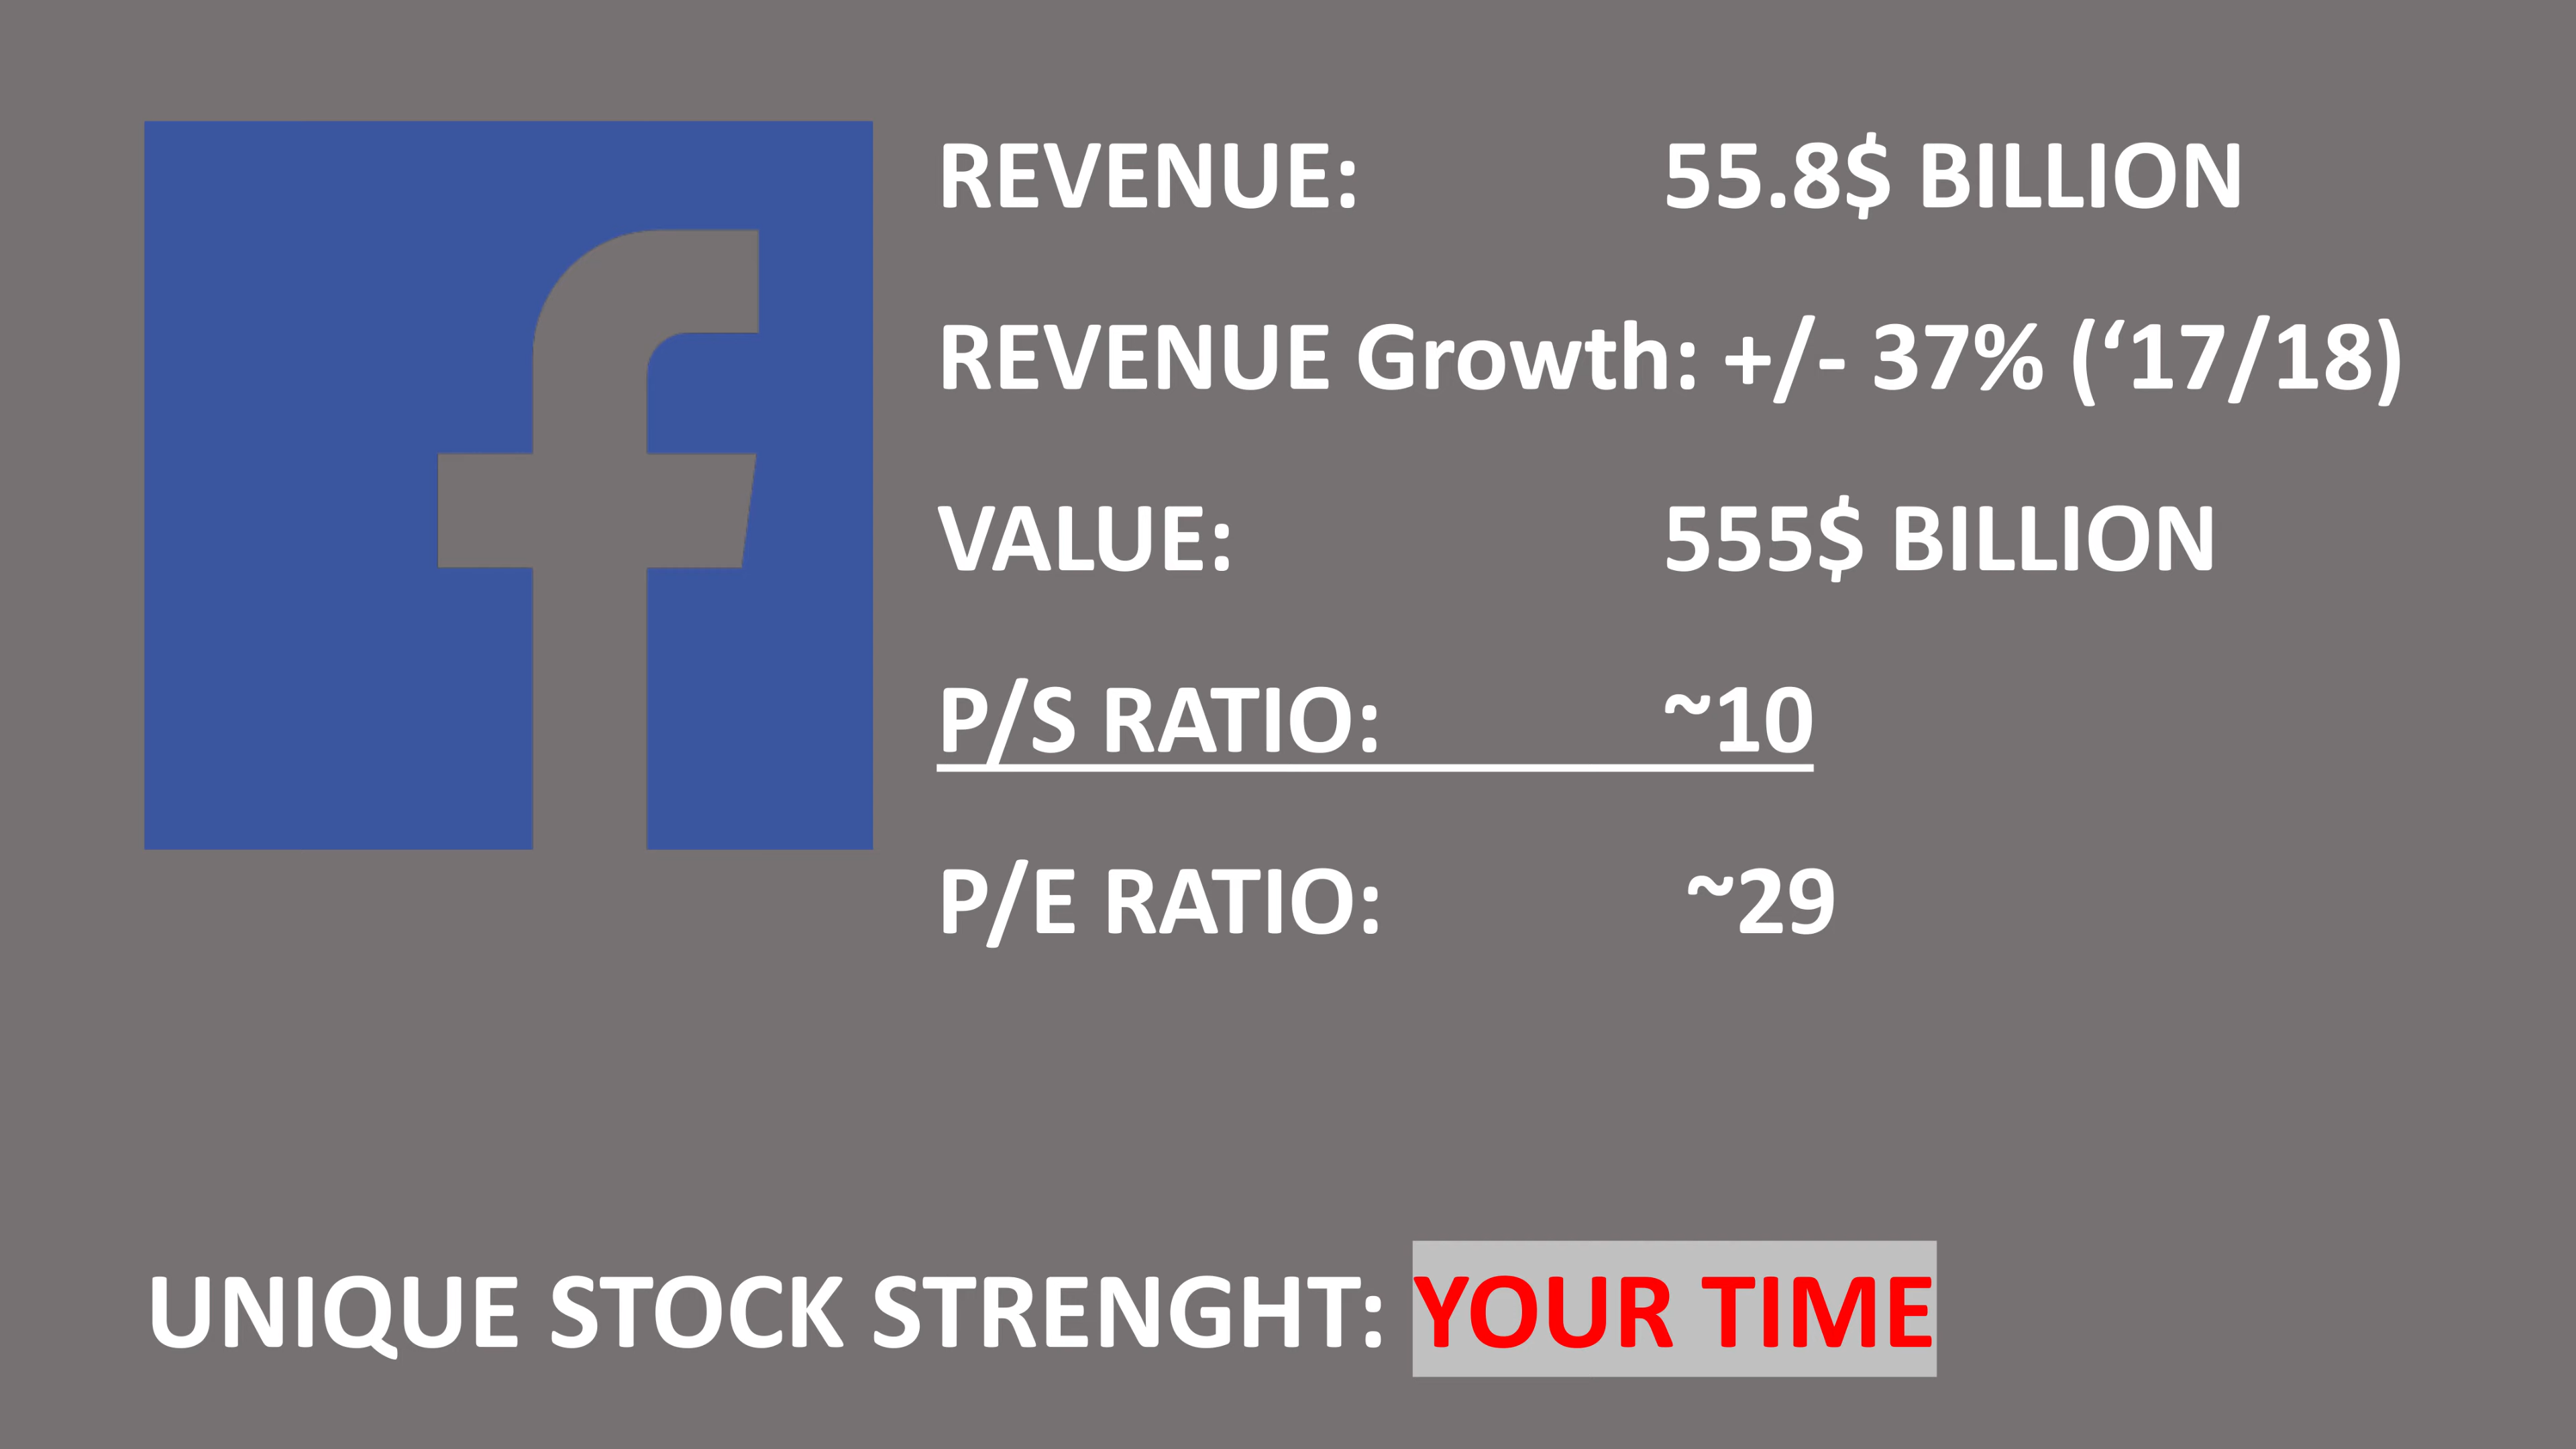 REVENUE: 55.8$ BILLION
REVENUE Growth: +/- 37% (‘17/18)
VALUE: 555$ BILLION
P/S RATIO: ~10
P/E RATIO: ~29
UNIQUE STOCK STRENGHT: YOUR TIME